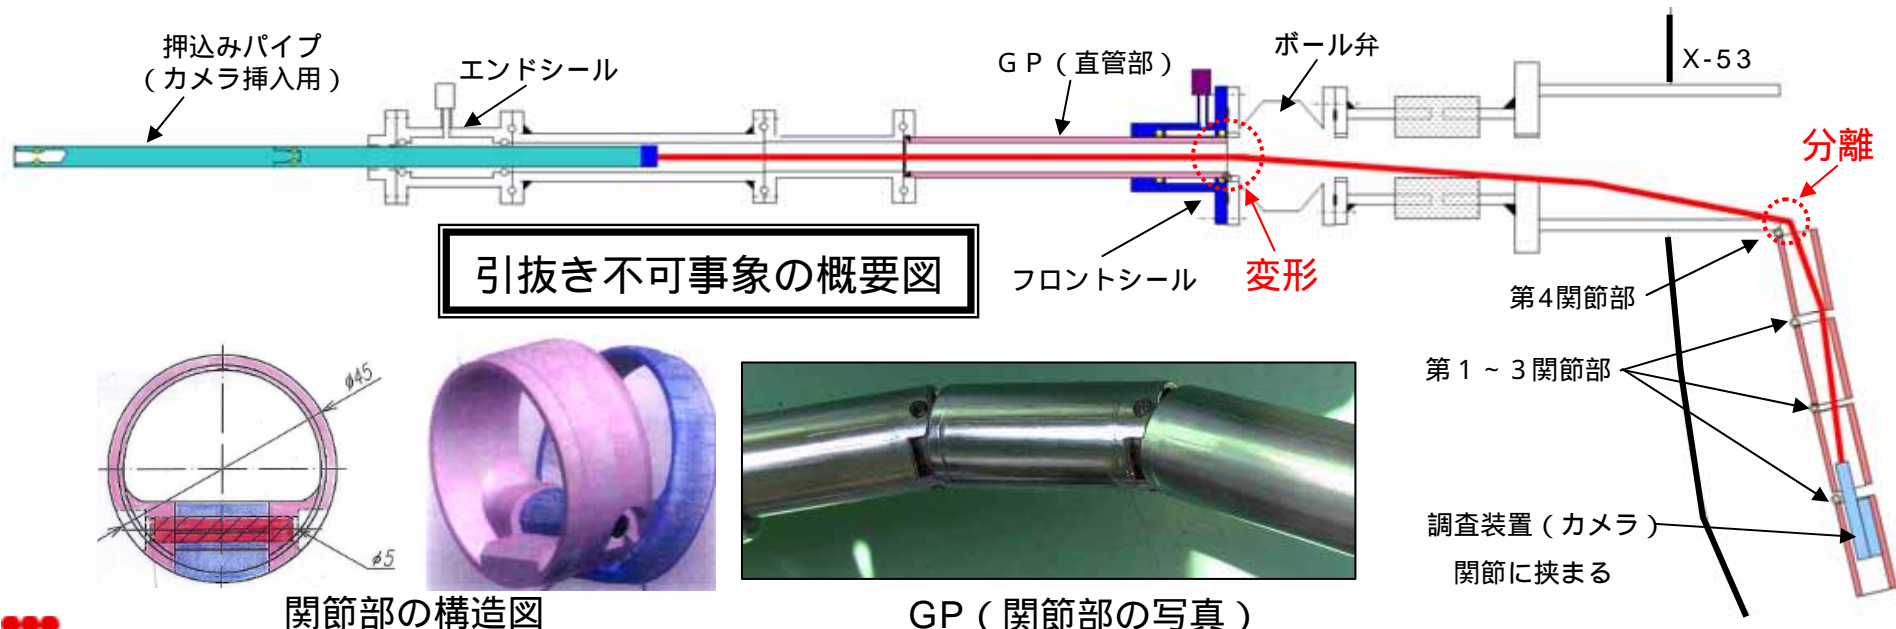 押込みパイプ
(カメラ挿入用)
エンドシール
GP(直管部)
ボール弁
X-53
分離
引抜き不可事象の概要図
フロントシール
変形
第4関節部
第1~3関節部
調査装置(カメラ)
関節に挟まる
φ45
φ5
関節部の構造図
GP(関節部の写真)